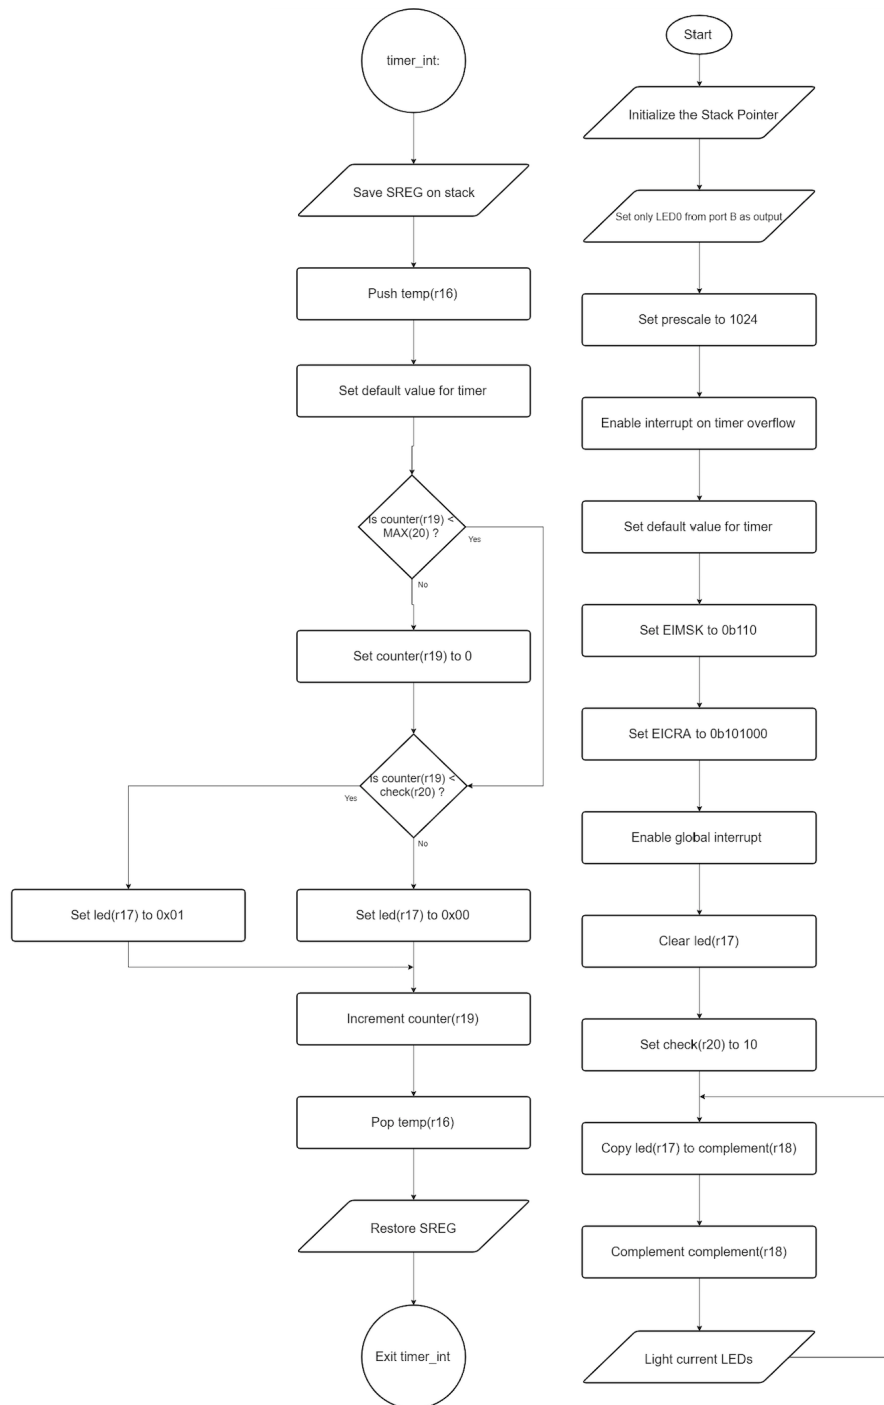 timer_int:
Save SREG on stack
Push temp(r16)
Set default value for timer
Is counter(r19) <
MAX(20) ?
Yes
No
Set counter(r19) to 0
Is counter(r19) <
check(r20) ?
Yes
No
Set led(r17) to 0x01
Set led(r17) to 0x00
Increment counter(r19)
Pop temp(r16)
Restore SREG
Exit timer_int
Start
Initialize the Stack Pointer
Set only LED0 from port B as output
Set prescale to 1024
Enable interrupt on timer overflow
Set default value for timer
Set EIMSK to 0b110
Set EICRA to 0b101000
Enable global interrupt
Clear led(r17)
Set check(r20) to 10
Copy led(r17) to complement(r18)
Complement complement(r18)
Light current LEDs